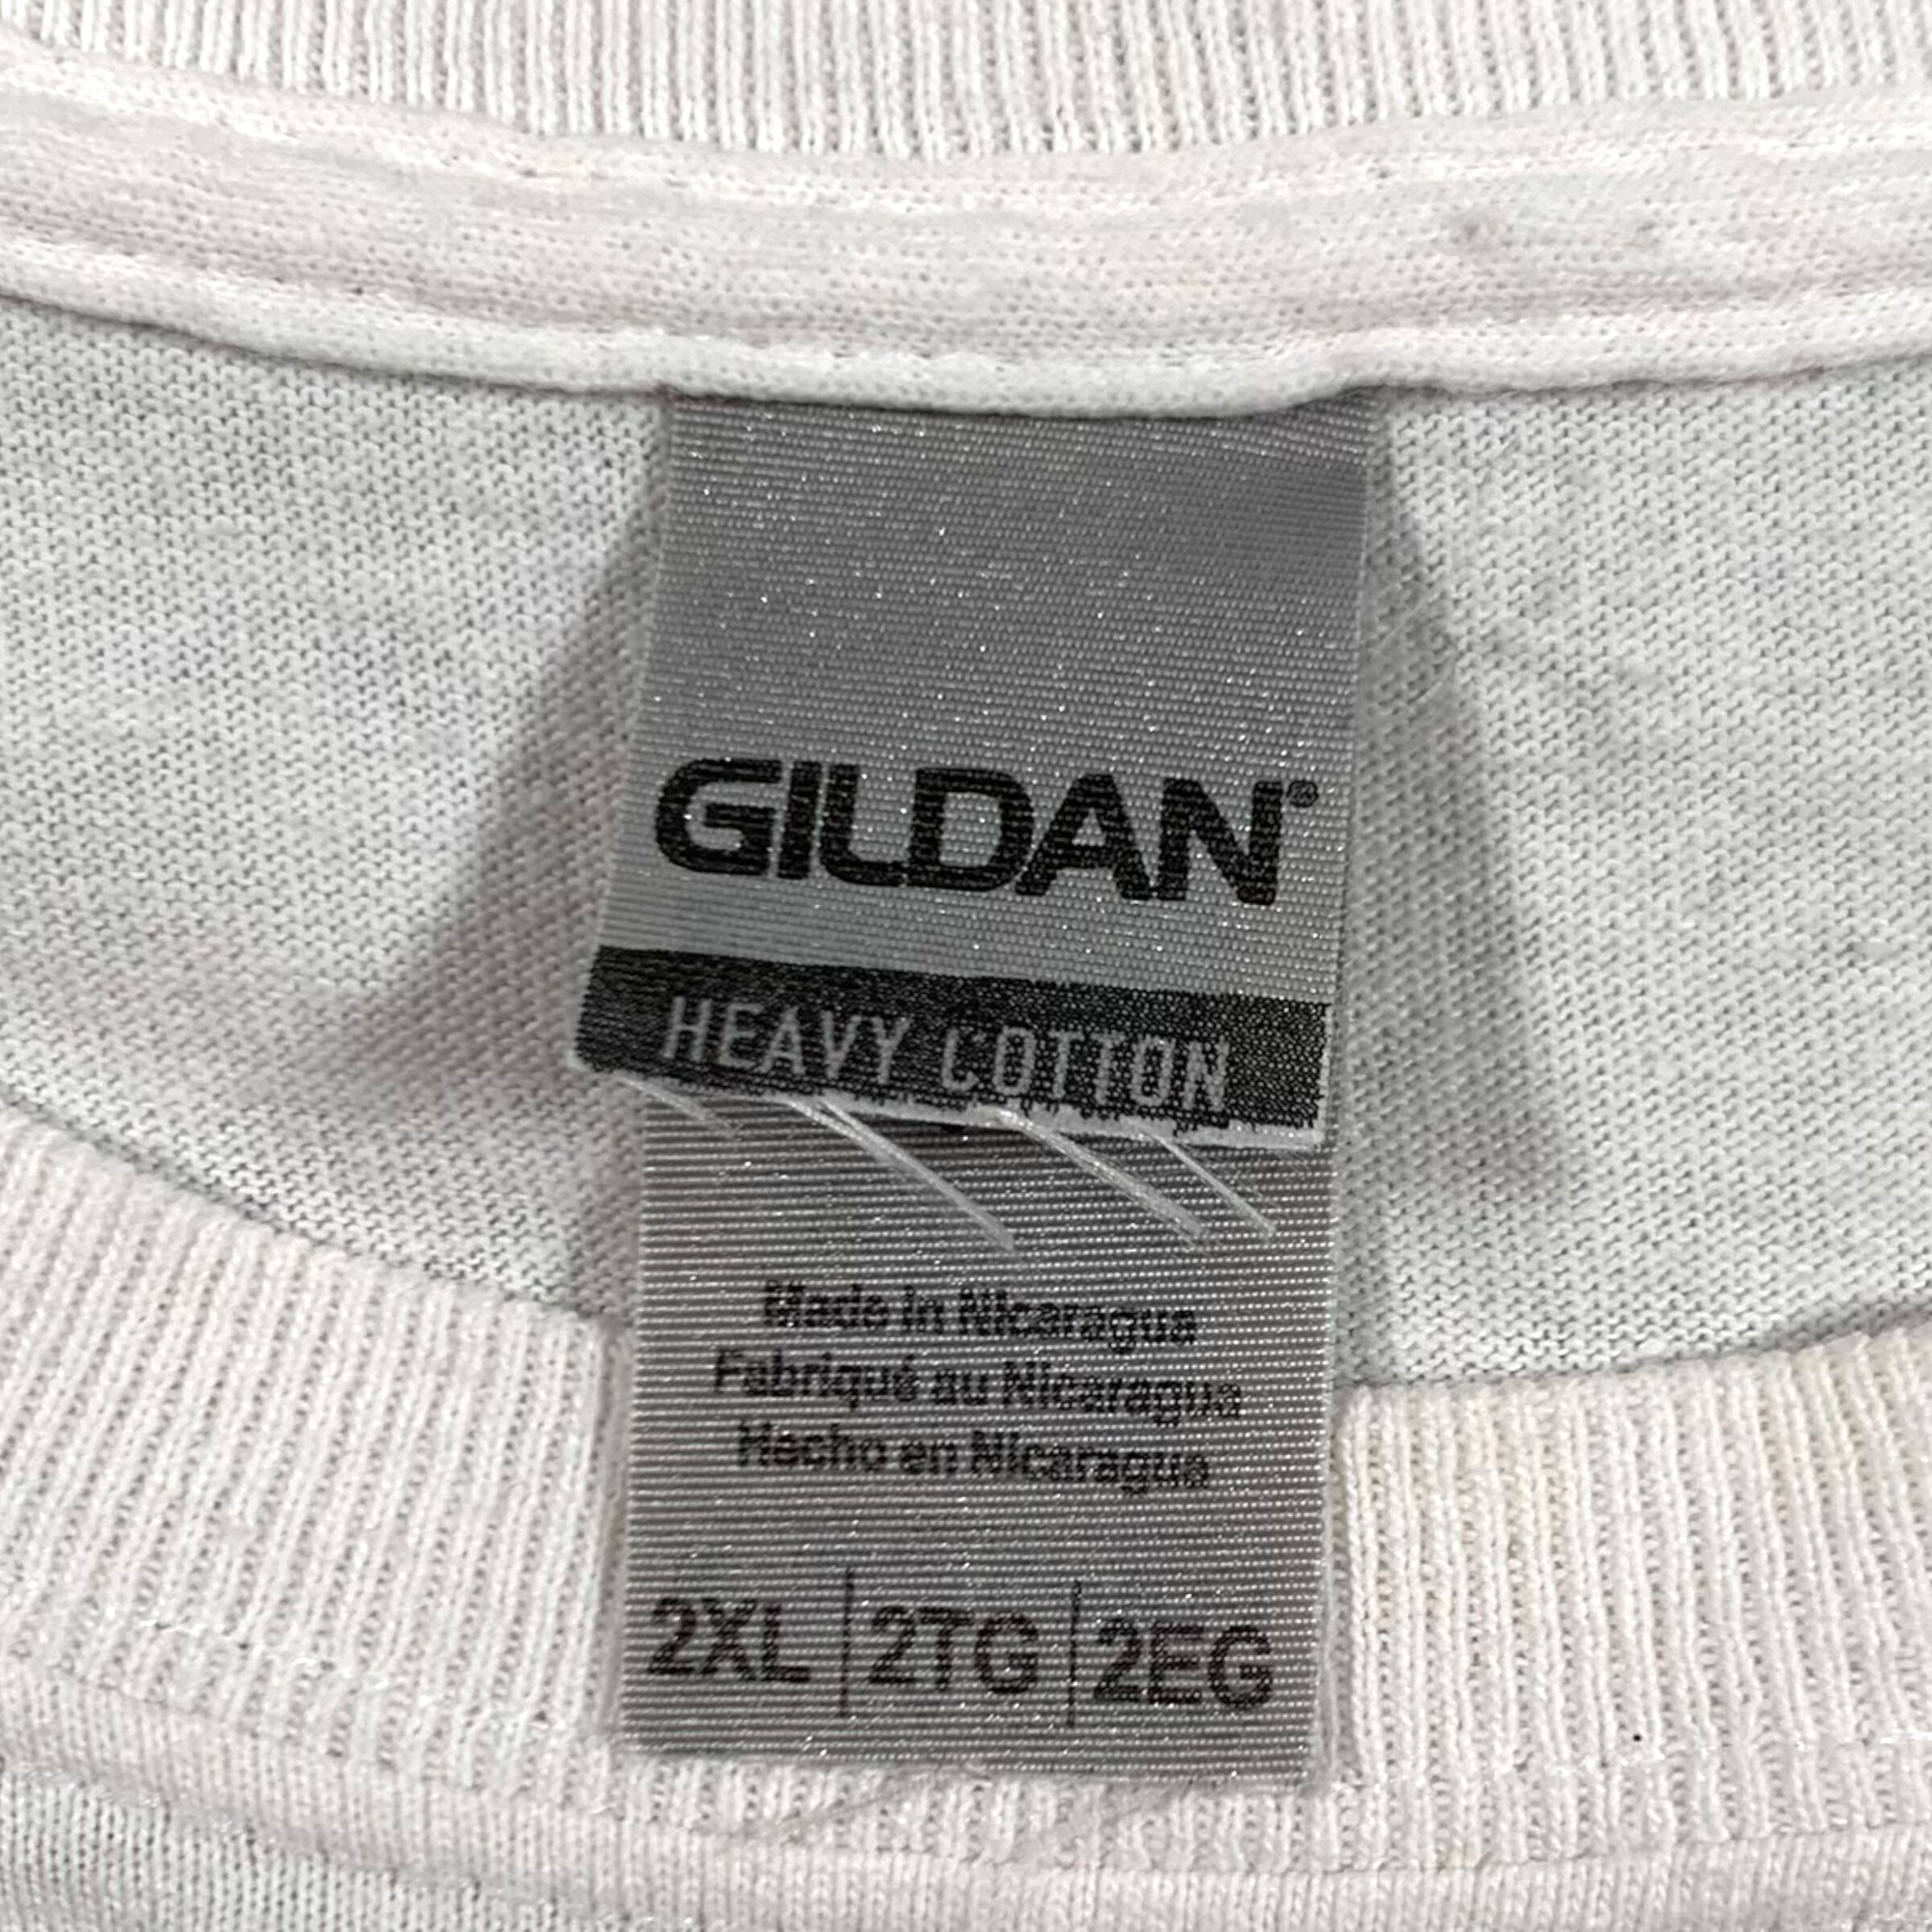 GILDAN®
HEAVY COTTON
Made in Nicaragua
Fabriqué au Nicaragua
Hecho en Nicaragua
2XL | 2TG | 2EG